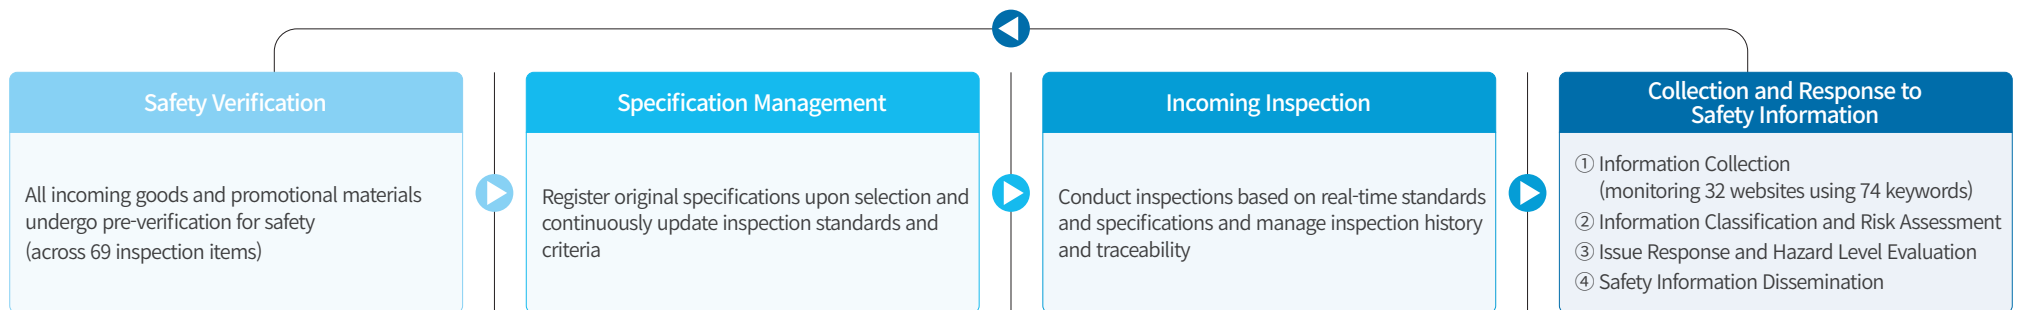 Safety Verification
All incoming goods and promotional materials
undergo pre-verification for safety
(across 69 inspection items)
Specification Management
Register original specifications upon selection and
continuously update inspection standards and
criteria
Incoming Inspection
Conduct inspections based on real-time standards
and specifications and manage inspection history
and traceability
Collection and Response to
Safety Information
① Information Collection
(monitoring 32 websites using 74 keywords)
② Information Classification and Risk Assessment
③ Issue Response and Hazard Level Evaluation
④ Safety Information Dissemination